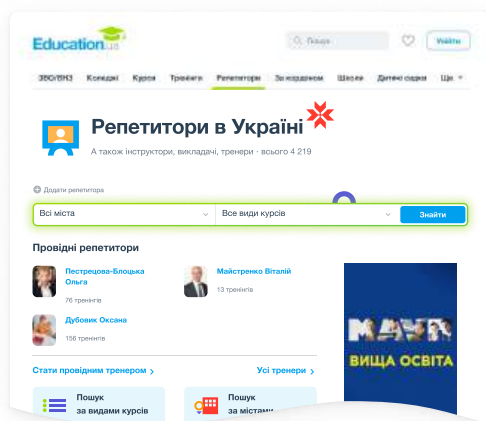 Education.ua
Пошук
Увійти
ЗВО/ВНЗ Коледжі Курси Тренінги Репетитори За кордоном Школи Дитячі садки Ще
Репетитори в Україні
А також інструктори, викладачі, тренери · всього 4 219
Додати репетитора
Всі міста
Все види курсів
Знайти
Провідні репетитори
Пестрецова-Блоцька
Ольга
76 тренінгів
Майстренко Віталій
13 тренінгів
Дубовик Оксана
156 тренінгів
Стати провідним тренером
Усі тренери
МАУП
ВИЩА ОСВІТА
Пошук
за видами курсів
Пошук
за містами